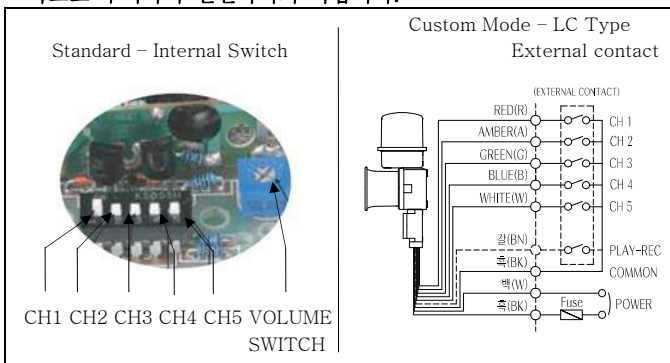 Standard – Internal Switch
CH1 CH2 CH3 CH4 CH5 VOLUME
SWITCH
Custom Mode – LC Type
External contact
(EXTERNAL CONTACT)
RED(R)
CH 1
AMBER(A)
CH 2
GREEN(G)
CH 3
BLUE(B)
CH 4
WHITE(W)
CH 5
갈(BN)
PLAY-REC
흑(BK)
COMMON
백(W)
흑(BK)
Fuse
POWER